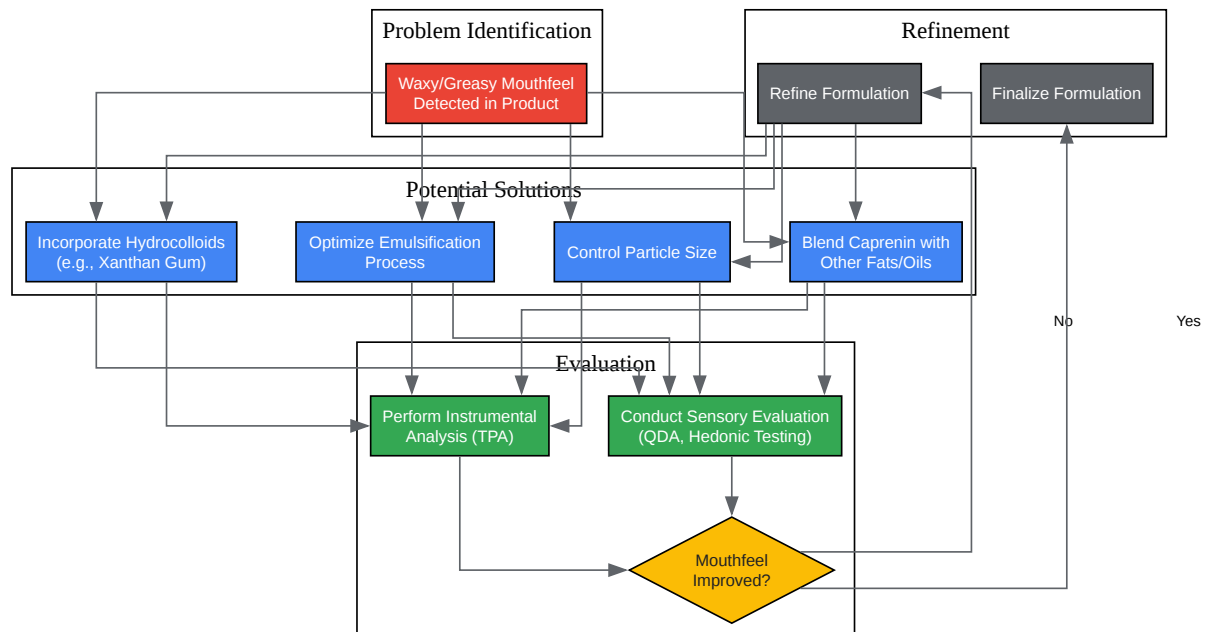 Problem Identification
Refinement
Waxy/Greasy Mouthfeel
Detected in Product
Refine Formulation
Finalize Formulation
Potential Solutions
Incorporate Hydrocolloids
(e.g., Xanthan Gum)
Optimize Emulsification
Process
Control Particle Size
Blend Caprenin with
Other Fats/Oils
No
Yes
Evaluation
Perform Instrumental
Analysis (TPA)
Conduct Sensory Evaluation
(QDA, Hedonic Testing)
Mouthfeel
Improved?